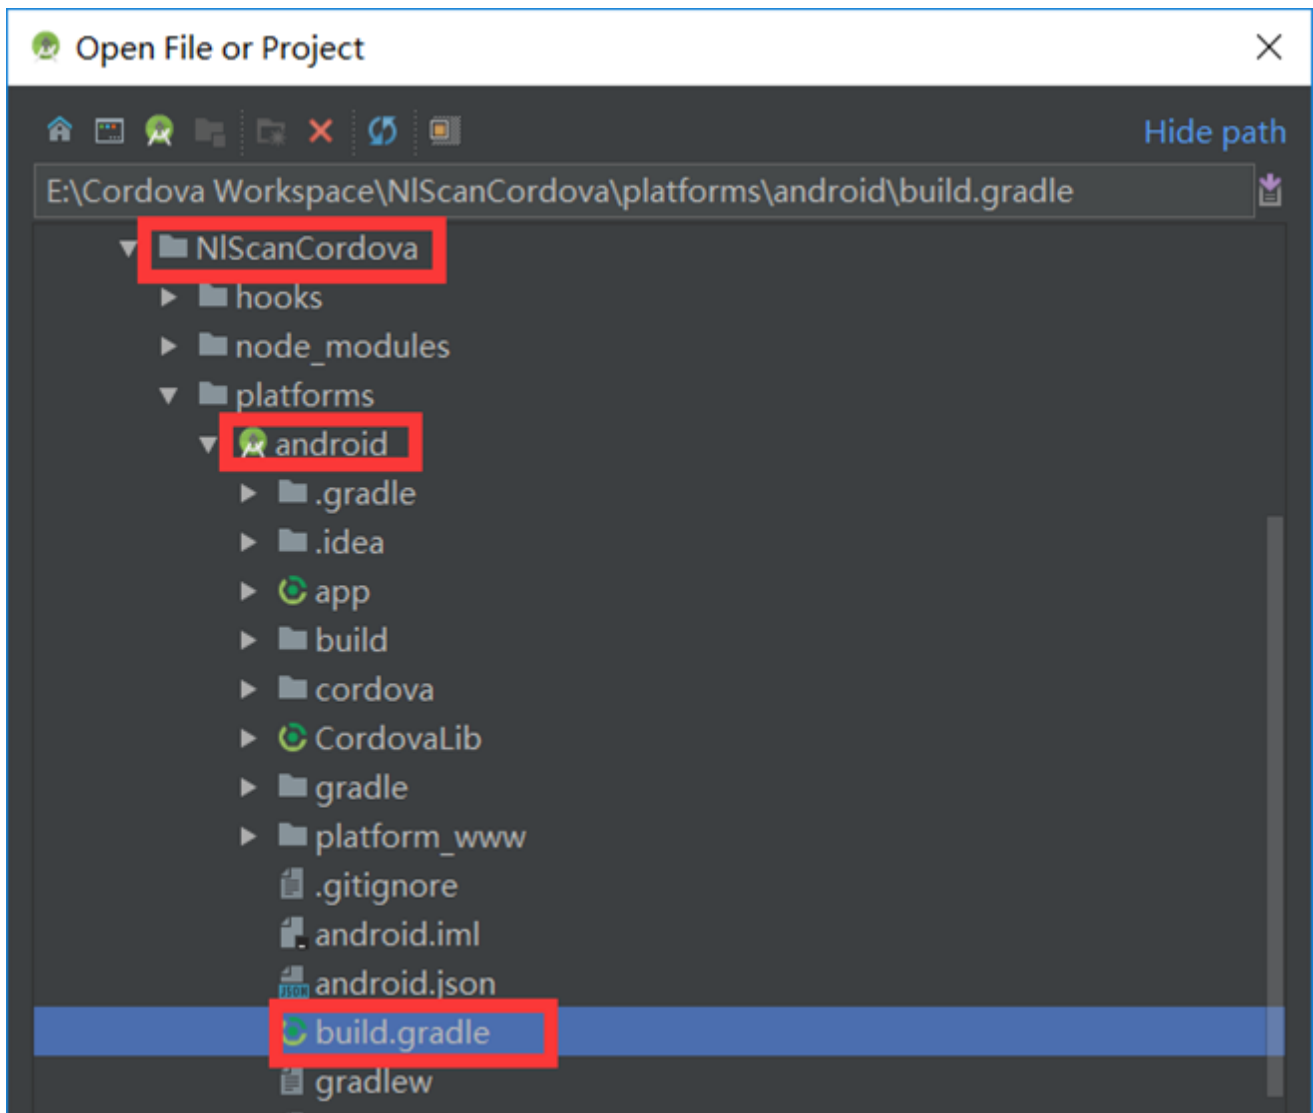 Open File or Project
Hide path
E:\Cordova Workspace\NlScanCordova\platforms\android\build.gradle
NlScanCordova
hooks
node_modules
platforms
android
.gradle
.idea
app
build
cordova
CordovaLib
gradle
platform_www
.gitignore
android.iml
JSON android.json
build.gradle
gradlew